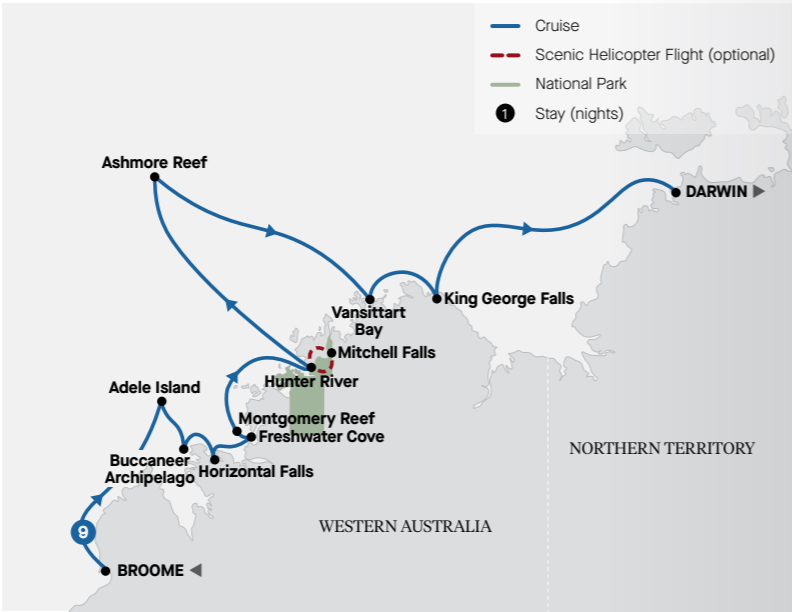 Cruise
Scenic Helicopter Flight (optional)
National Park
1 Stay (nights)
Ashmore Reef
DARWIN
King George Falls
Vansittart
Bay
Mitchell Falls
Hunter River
Adele Island
Montgomery Reef
Freshwater Cove
Buccaneer
Archipelago
Horizontal Falls
NORTHERN TERRITORY
WESTERN AUSTRALIA
9
BROOME